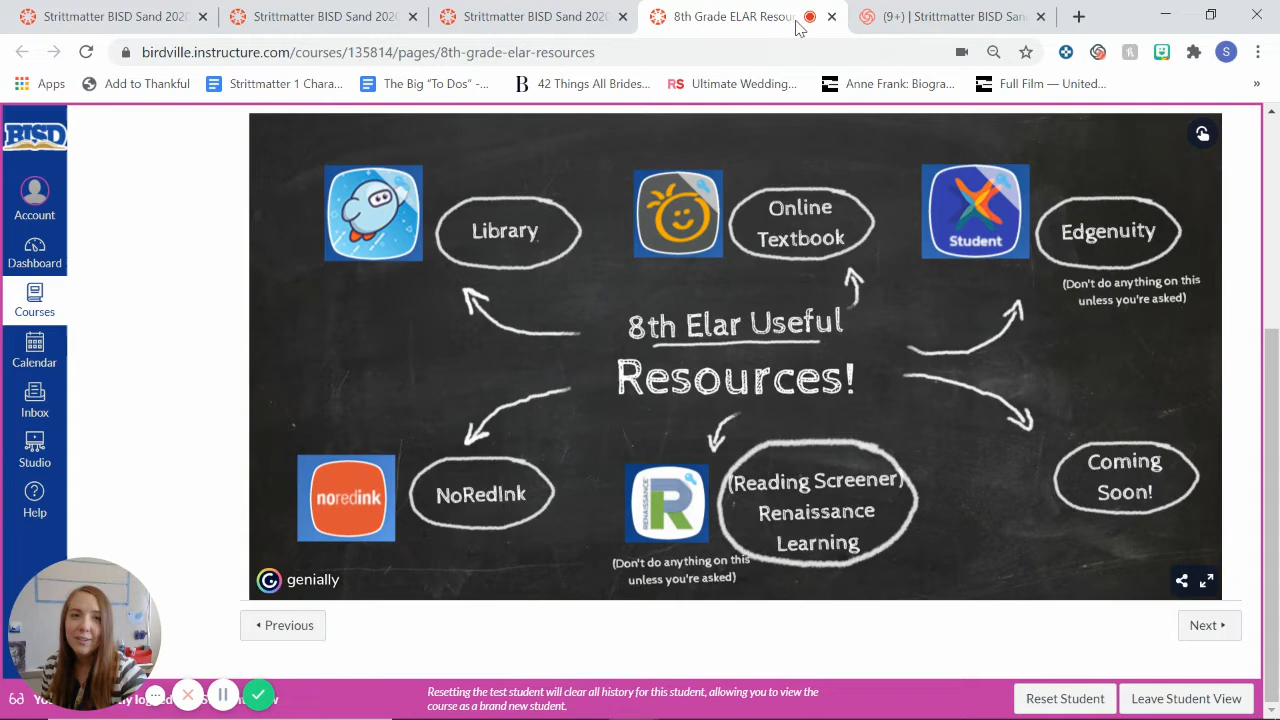 Strittmatter BISD Sand 202
Strittmatter BISD Sand 202
Strittmatter BISD Sand 202
8th Grade ELAR Resour
(9+) | Strittmatter BISD San
birdville.instructure.com/courses/135814/pages/8th-grade-elar-resources
S
Apps
Add to Thankful
Strittmatter 1 Chara...
The Big "To Dos" -...
B
42 Things All Brides...
RS
Ultimate Wedding...
Anne Frank: Biogra...
Full Film — United...
»
BISD
Account
Dashboard
Courses
Calendar
Inbox
Studio
Help
Library
Online
Textbook
Student
Edgenuity
(Don't do anything on this
unless you're asked)
8th Elar Useful
Resources!
noredink
NoRedInk
RENAISSANCE
R
(Reading Screener)
Renaissance
Learning
(Don't do anything on this
unless you're asked)
Coming
Soon!
genially
Previous
Next
Resetting the test student will clear all history for this student, allowing you to view the
course as a brand new student.
Reset Student
Leave Student View